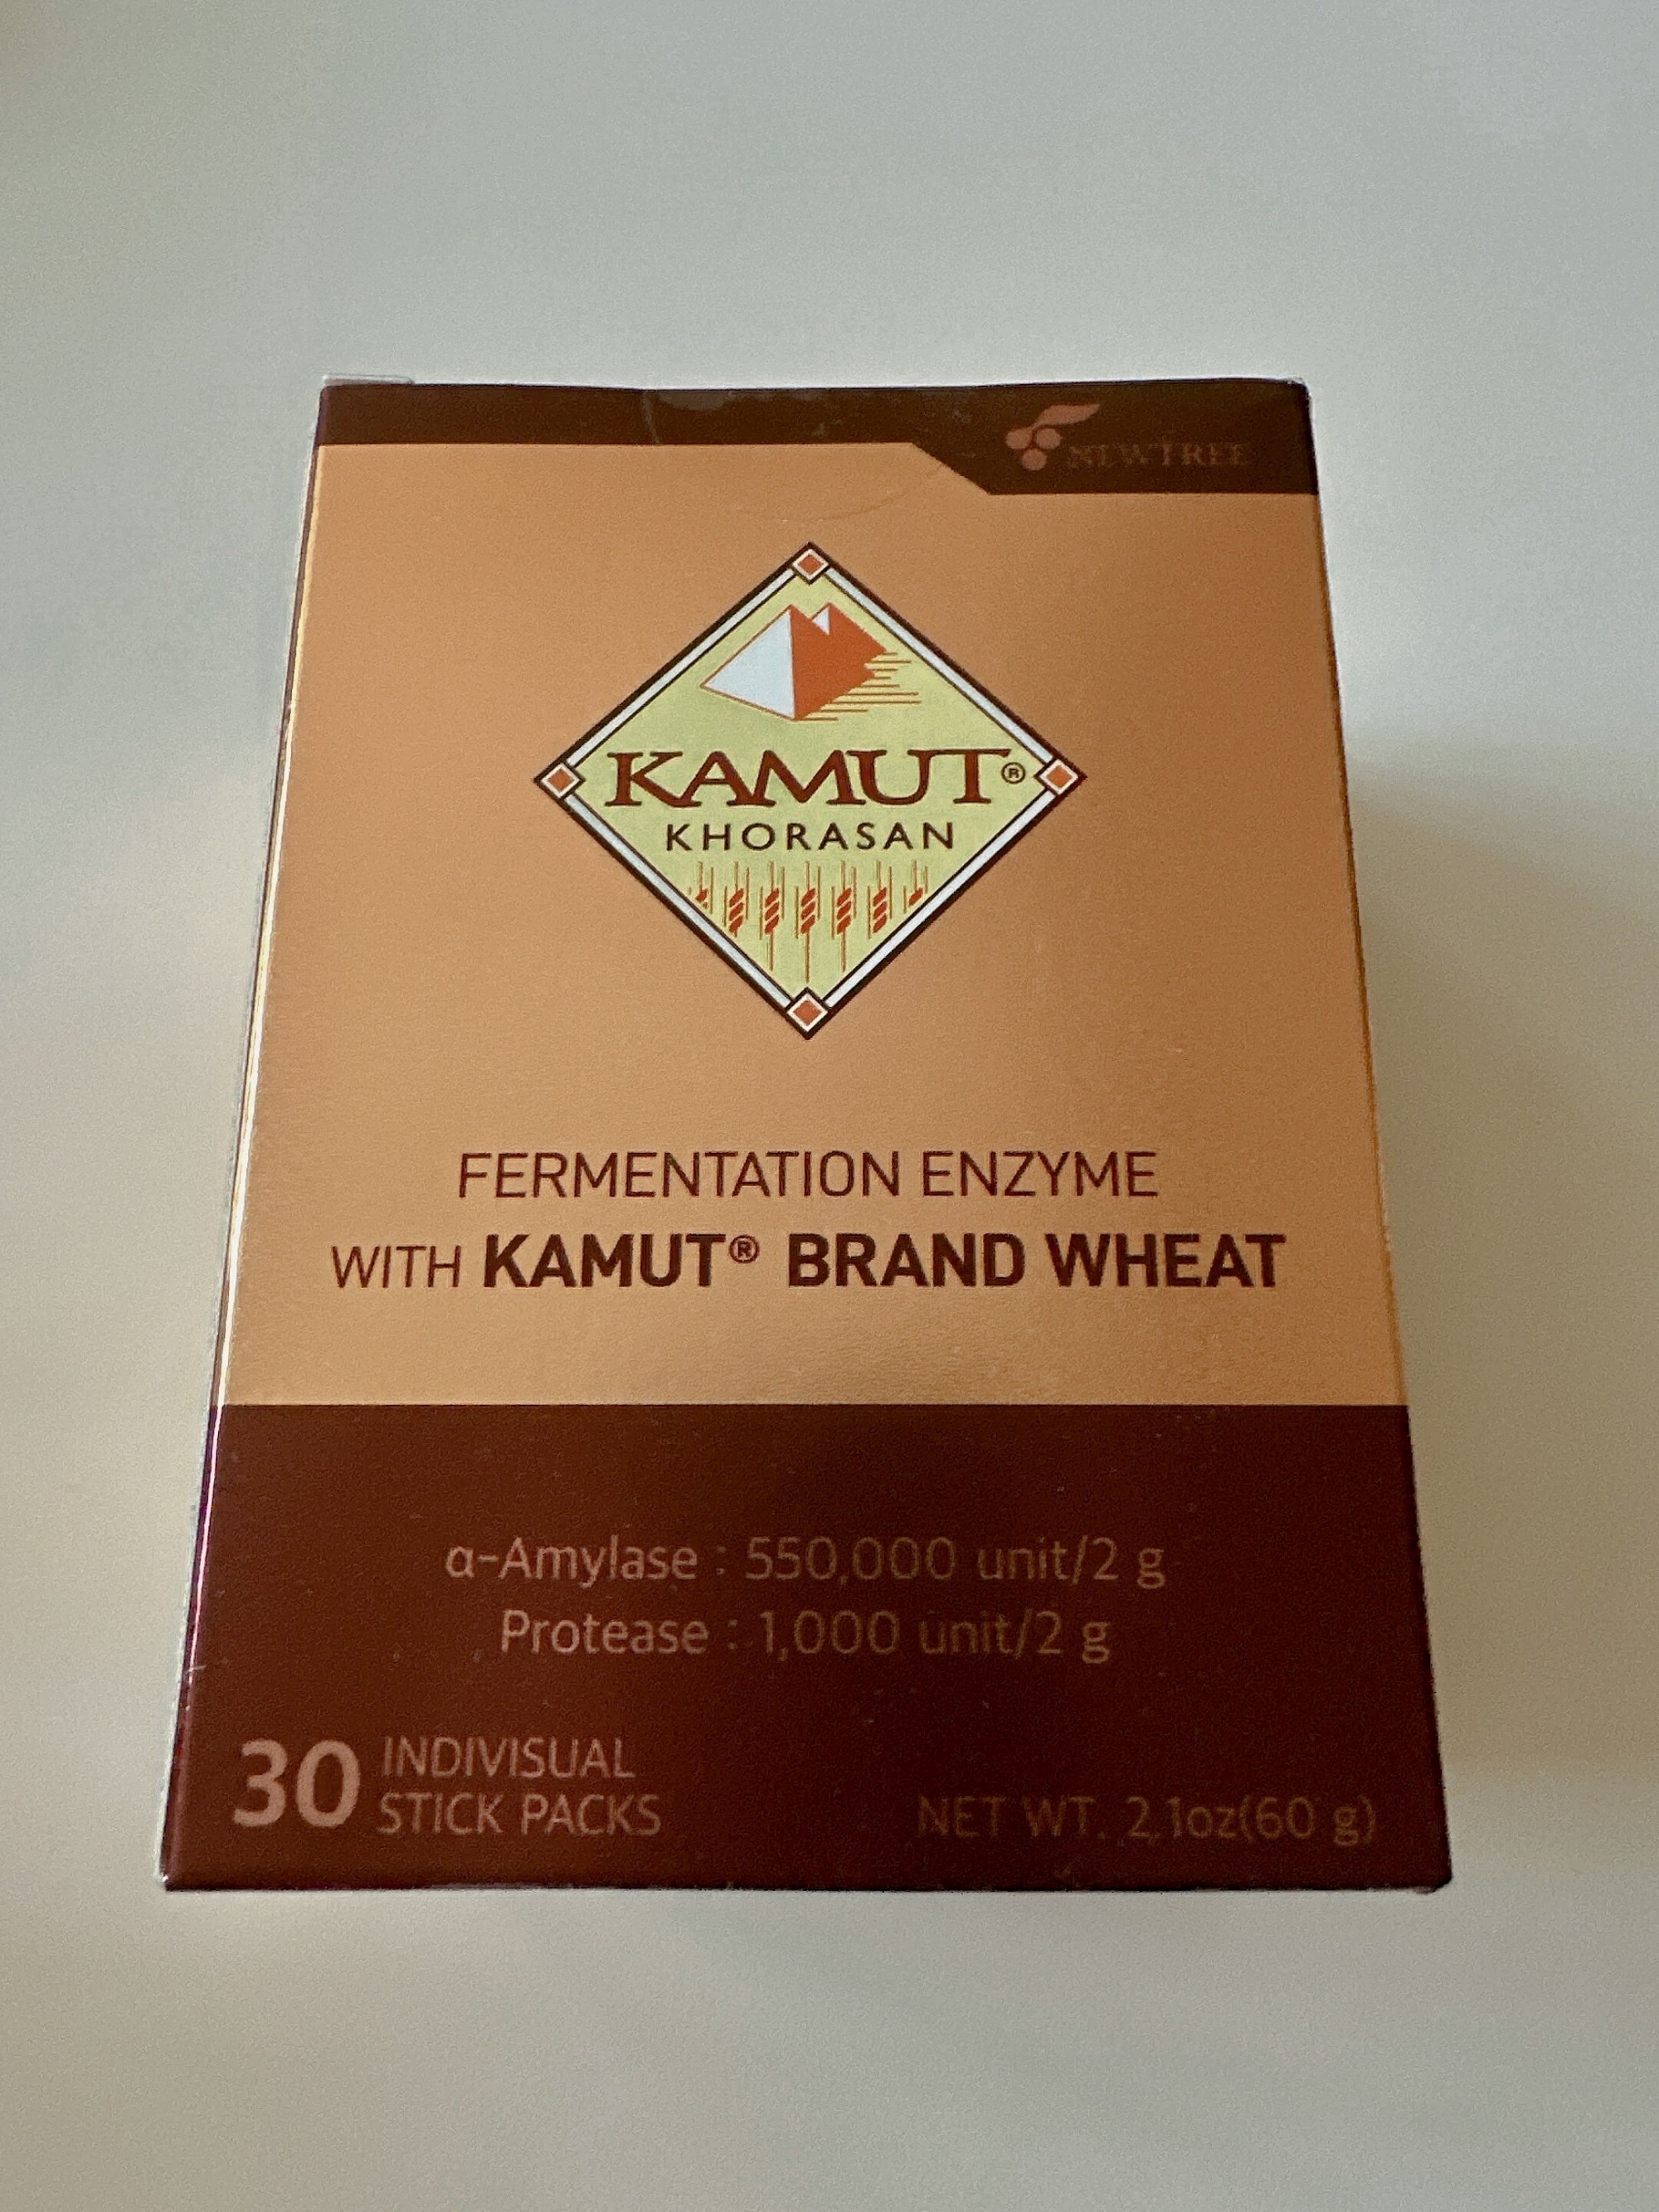 NEWTREE
KAMUT®
KHORASAN
FERMENTATION ENZYME
WITH KAMUT® BRAND WHEAT
α-Amylase : 550,000 unit/2 g
Protease : 1,000 unit/2 g
30 INDIVISUAL
STICK PACKS
NET WT. 2.1oz(60 g)